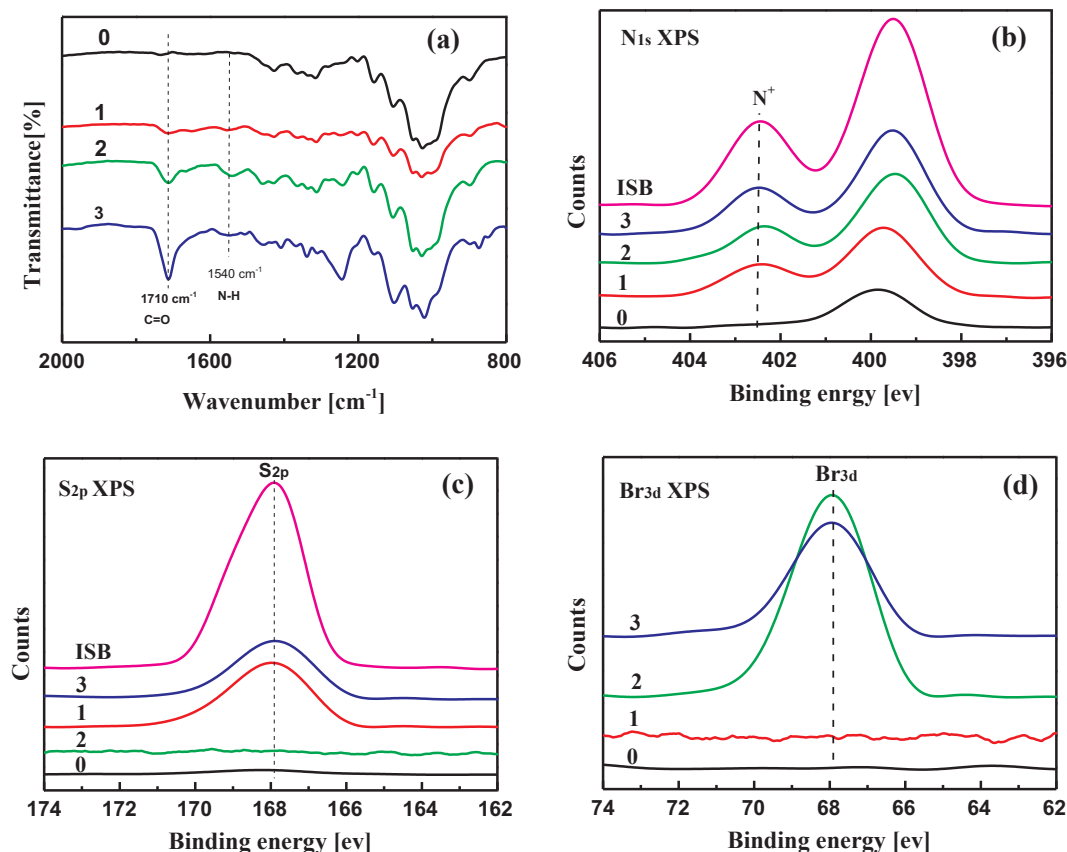 (a)
0
1
2
3
1710 cm-1
C=O
1540 cm-1
N-H
Transmittance[%]
2000 1600 1200 800
Wavenumber [cm-1]
N1s XPS
(b)
N+
ISB
3
2
1
0
Counts
406 404 402 400 398 396
Binding enrgy [ev]
S2p XPS
S2p
(c)
ISB
3
1
2
0
Counts
174 172 170 168 166 164 162
Binding energy [ev]
Br3d XPS
Br3d
(d)
3
2
1
0
Counts
74 72 70 68 66 64 62
Binding energy [ev]